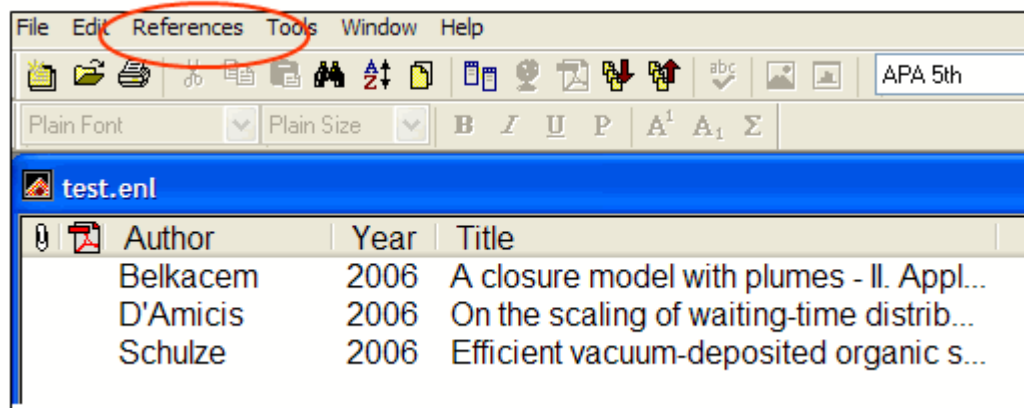 File Edit References Tools Window Help
abc APA 5th
Plain Font Plain Size B I U P A¹ A₁ Σ
test.enl
Author Year Title
Belkacem 2006 A closure model with plumes - II. Appl...
D'Amicis 2006 On the scaling of waiting-time distrib...
Schulze 2006 Efficient vacuum-deposited organic s...